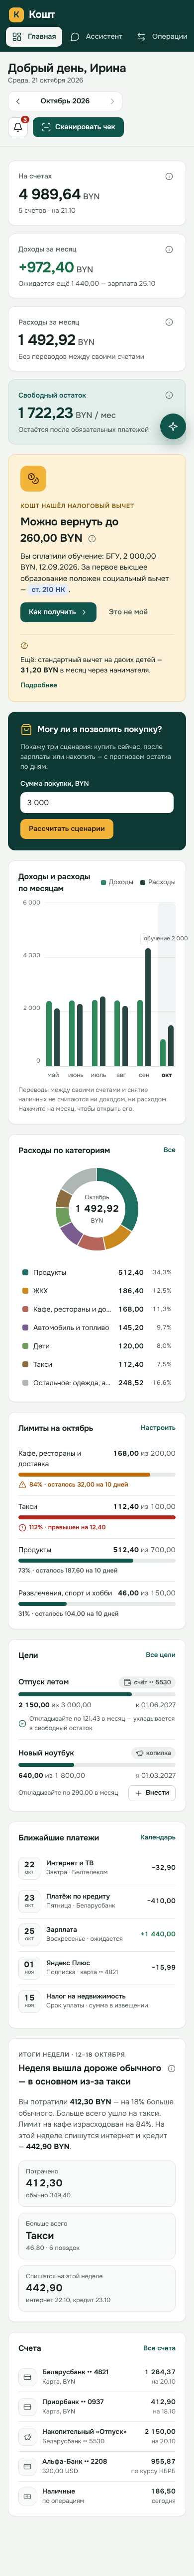 К Кошт
Главная Ассистент Операции
Добрый день, Ирина
Среда, 21 октября 2026
Октябрь 2026
3 Сканировать чек
На счетах
4 989,64 BYN
5 счетов · на 21.10
Доходы за месяц
+972,40 BYN
Ожидается ещё 1 440,00 — зарплата 25.10
Расходы за месяц
1 492,92 BYN
Без переводов между своими счетами
Свободный остаток
1 722,23 BYN / мес
Остаётся после обязательных платежей
КОШТ НАШЁЛ НАЛОГОВЫЙ ВЫЧЕТ
Можно вернуть до
260,00 BYN
Вы оплатили обучение: БГУ, 2 000,00
BYN, 12.09.2026. За первое высшее
образование положен социальный вычет
— ст. 210 НК .
Как получить Это не моё
Ещё: стандартный вычет на двоих детей —
31,20 BYN в месяц через нанимателя.
Подробнее
Могу ли я позволить покупку?
Покажу три сценария: купить сейчас, после
зарплаты или накопить — с прогнозом остатка
по дням.
Сумма покупки, BYN
3 000
Рассчитать сценарии
Доходы и расходы
по месяцам
Доходы Расходы
6 000
обучение 2 000
4 000
2 000
0
май июнь июль авг сен окт
Переводы между своими счетами и снятие
наличных не считаются ни доходами, ни расходами.
Нажмите на месяц, чтобы открыть его.
Расходы по категориям Все
Октябрь
1 492,92
BYN
Продукты 512,40 34,3%
ЖКХ 186,40 12,5%
Кафе, рестораны и до... 168,00 11,3%
Автомобиль и топливо 145,20 9,7%
Дети 120,00 8,0%
Такси 112,40 7,5%
Остальное: одежда, а... 248,52 16,6%
Лимиты на октябрь Настроить
Кафе, рестораны и
доставка
168,00 из 200,00
84% · осталось 32,00 на 10 дней
Такси 112,40 из 100,00
112% · превышен на 12,40
Продукты 512,40 из 700,00
73% · осталось 187,60 на 10 дней
Развлечения, спорт и хобби 46,00 из 150,00
31% · осталось 104,00 на 10 дней
Цели Все цели
Отпуск летом счёт •• 5530
2 150,00 из 3 000,00 к 01.06.2027
Откладывайте по 121,43 в месяц — укладывается
в свободный остаток
Новый ноутбук копилка
640,00 из 1 800,00 к 01.03.2027
Откладывайте по 290,00 в месяц Внести
Ближайшие платежи Календарь
22 окт Интернет и ТВ −32,90
Завтра · Белтелеком
23 окт Платёж по кредиту −410,00
Пятница · Беларусбанк
25 окт Зарплата +1 440,00
Воскресенье · ожидается
01 ноя Яндекс Плюс −15,99
Подписка · карта •• 4821
15 ноя Налог на недвижимость
Срок уплаты · сумма в извещении
ИТОГИ НЕДЕЛИ · 12–18 ОКТЯБРЯ
Неделя вышла дороже обычного
— в основном из-за такси
Вы потратили 412,30 BYN — на 18% больше
обычного. Больше всего ушло на такси.
Лимит на кафе израсходован на 84%. На
этой неделе спишется интернет и кредит
— 442,90 BYN.
Потрачено
412,30
обычно 349,40
Больше всего
Такси
46,80 · 6 поездок
Спишется на этой неделе
442,90
интернет 22.10, кредит 23.10
Счета Все счета
Беларусбанк •• 4821 1 284,37
Карта, BYN на 20.10
Приорбанк •• 0937 412,90
Карта, BYN на 18.10
Накопительный «Отпуск» 2 150,00
Беларусбанк •• 5530 на 20.10
Альфа-Банк •• 2208 955,87
320,00 USD по курсу НБРБ
Наличные 186,50
по операциям сегодня